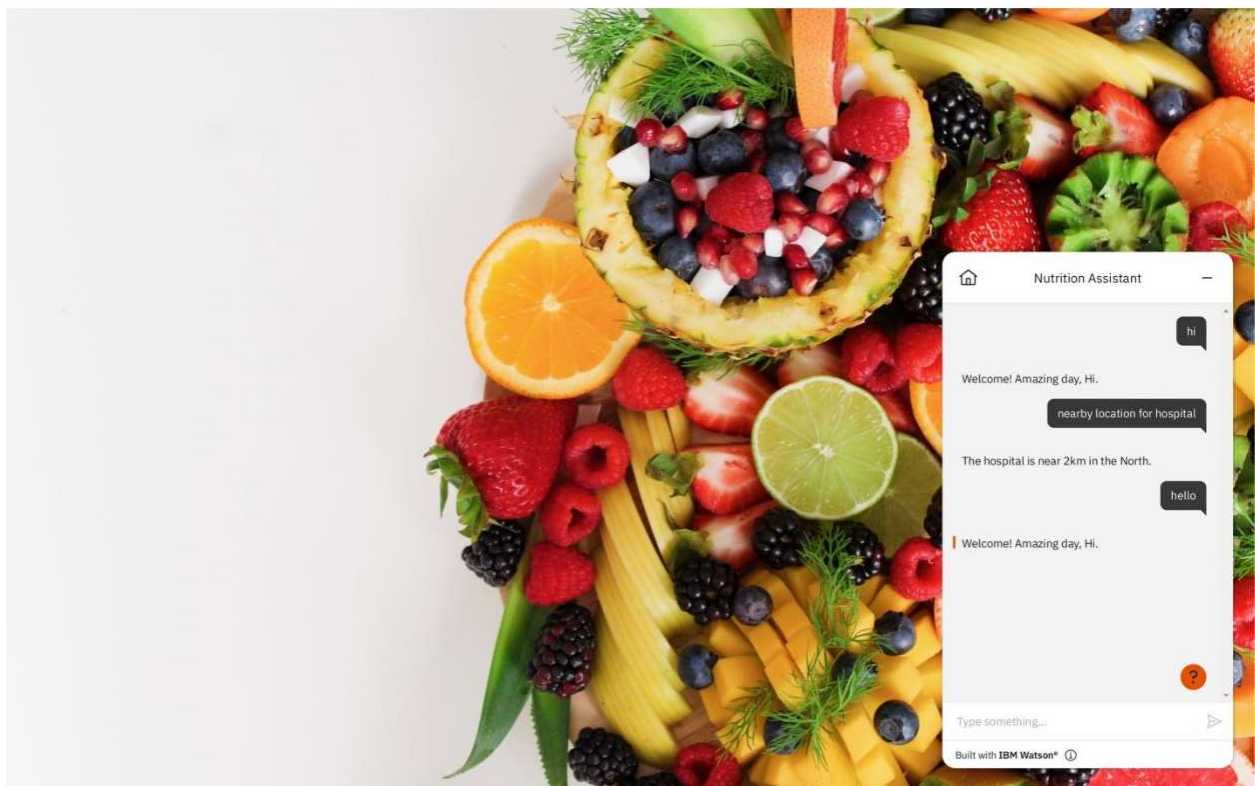 Nutrition Assistant
hi
Welcome! Amazing day, Hi.
nearby location for hospital
The hospital is near 2km in the North.
hello
Welcome! Amazing day, Hi.
?
Type something...
Built with IBM Watson®